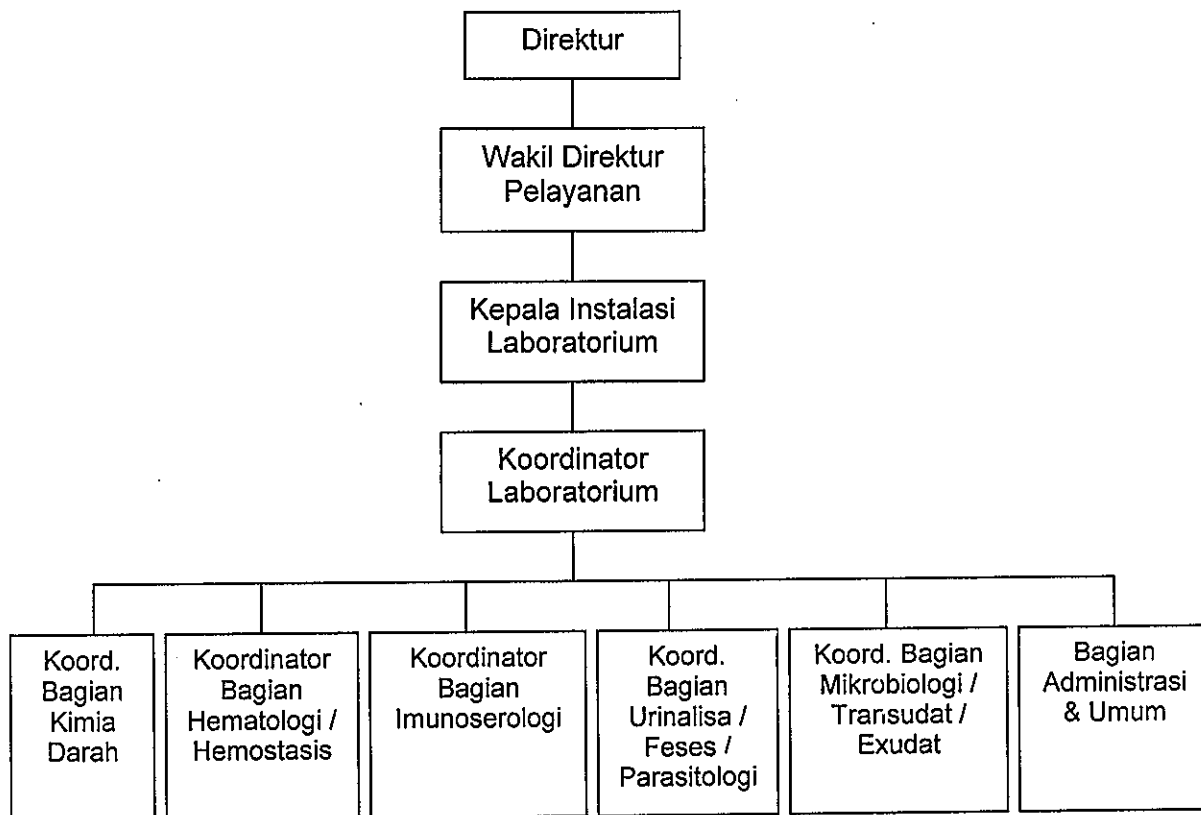 Direktur
Wakil Direktur
Pelayanan
Kepala Instalasi
Laboratorium
Koordinator
Laboratorium
Koord.
Bagian
Kimia
Darah
Koordinator
Bagian
Hematologi /
Hemostasis
Koordinator
Bagian
Imunoserologi
Koord.
Bagian
Urinalisa /
Feses /
Parasitologi
Koord. Bagian
Mikrobiologi /
Transudat /
Exudat
Bagian
Administrasi
& Umum